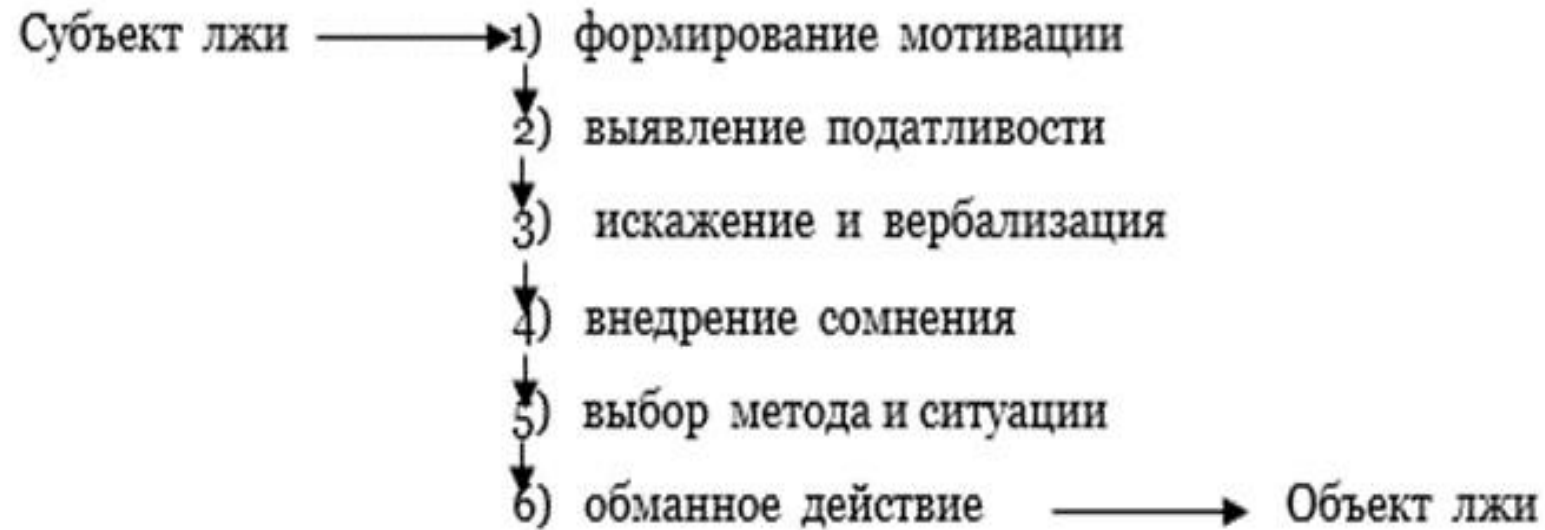 Субъект лжи 1) формирование мотивации
2) выявление податливости
3) искажение и вербализация
4) внедрение сомнения
5) выбор метода и ситуации
6) обманное действие Объект лжи